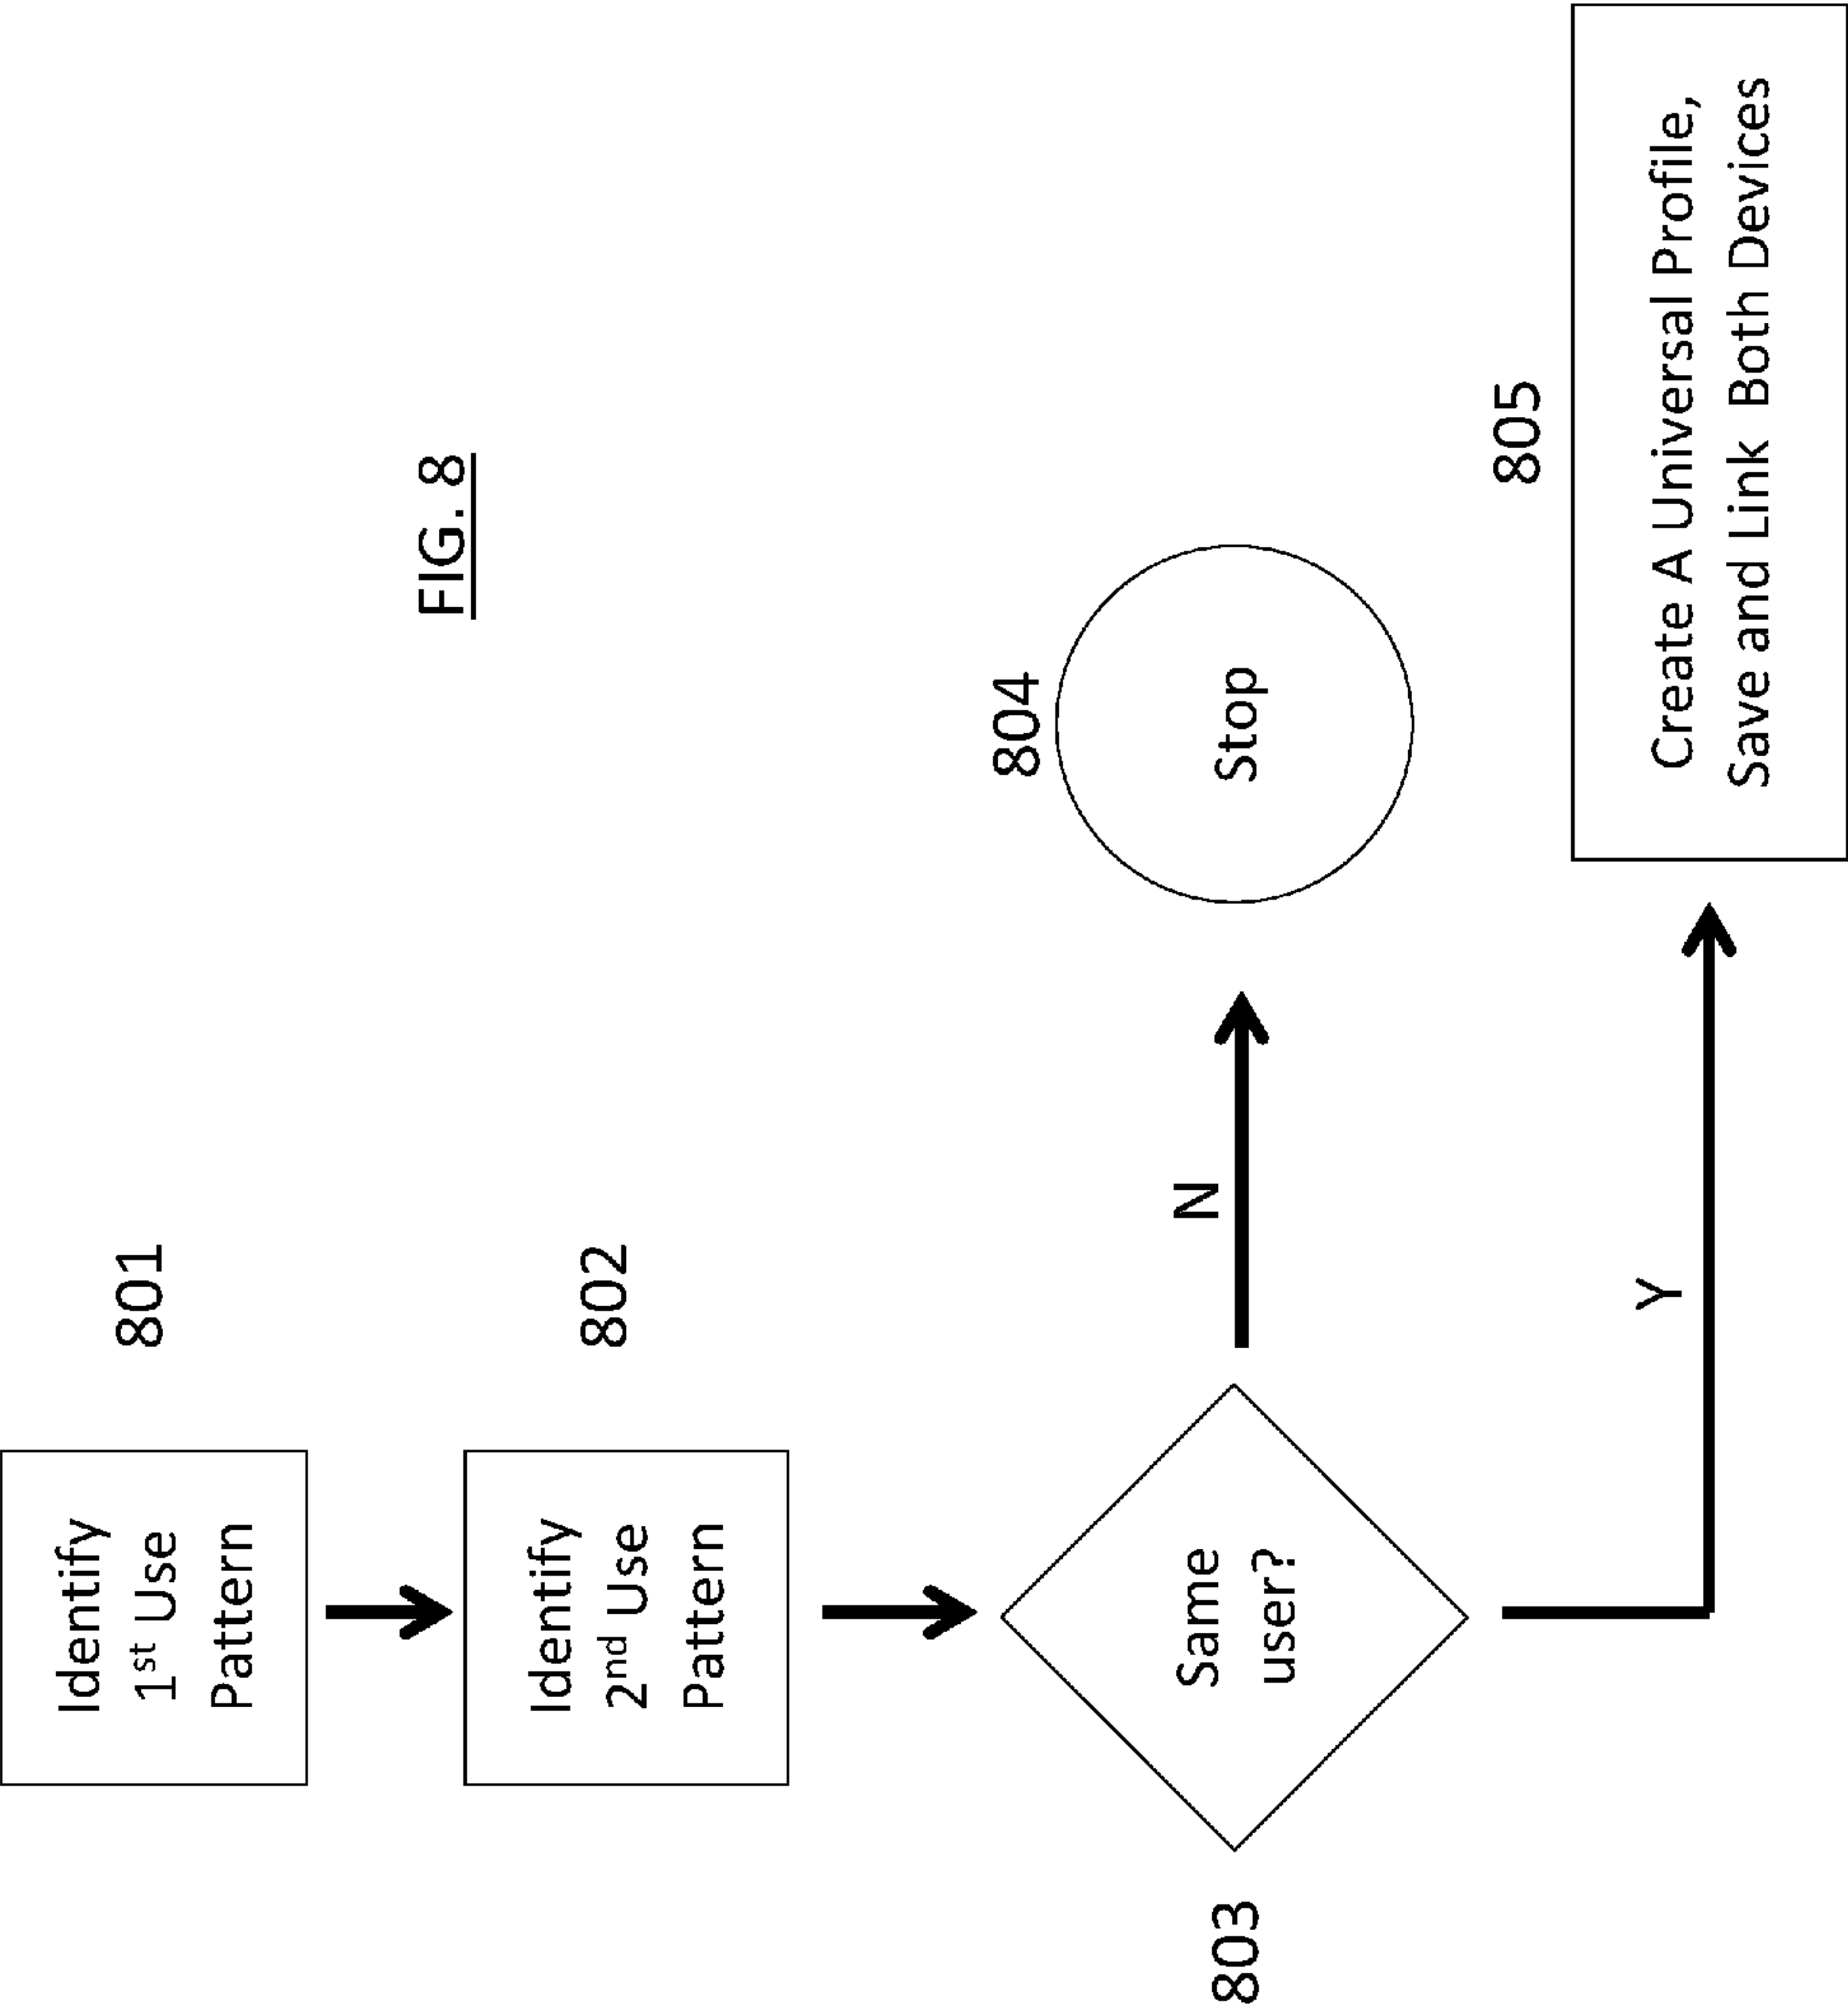 FIG. 8
801
Identify
1st Use
Pattern
802
Identify
2nd Use
Pattern
803
Same
user?
N
804
Stop
Y
805
Create A Universal Profile,
Save and Link Both Devices